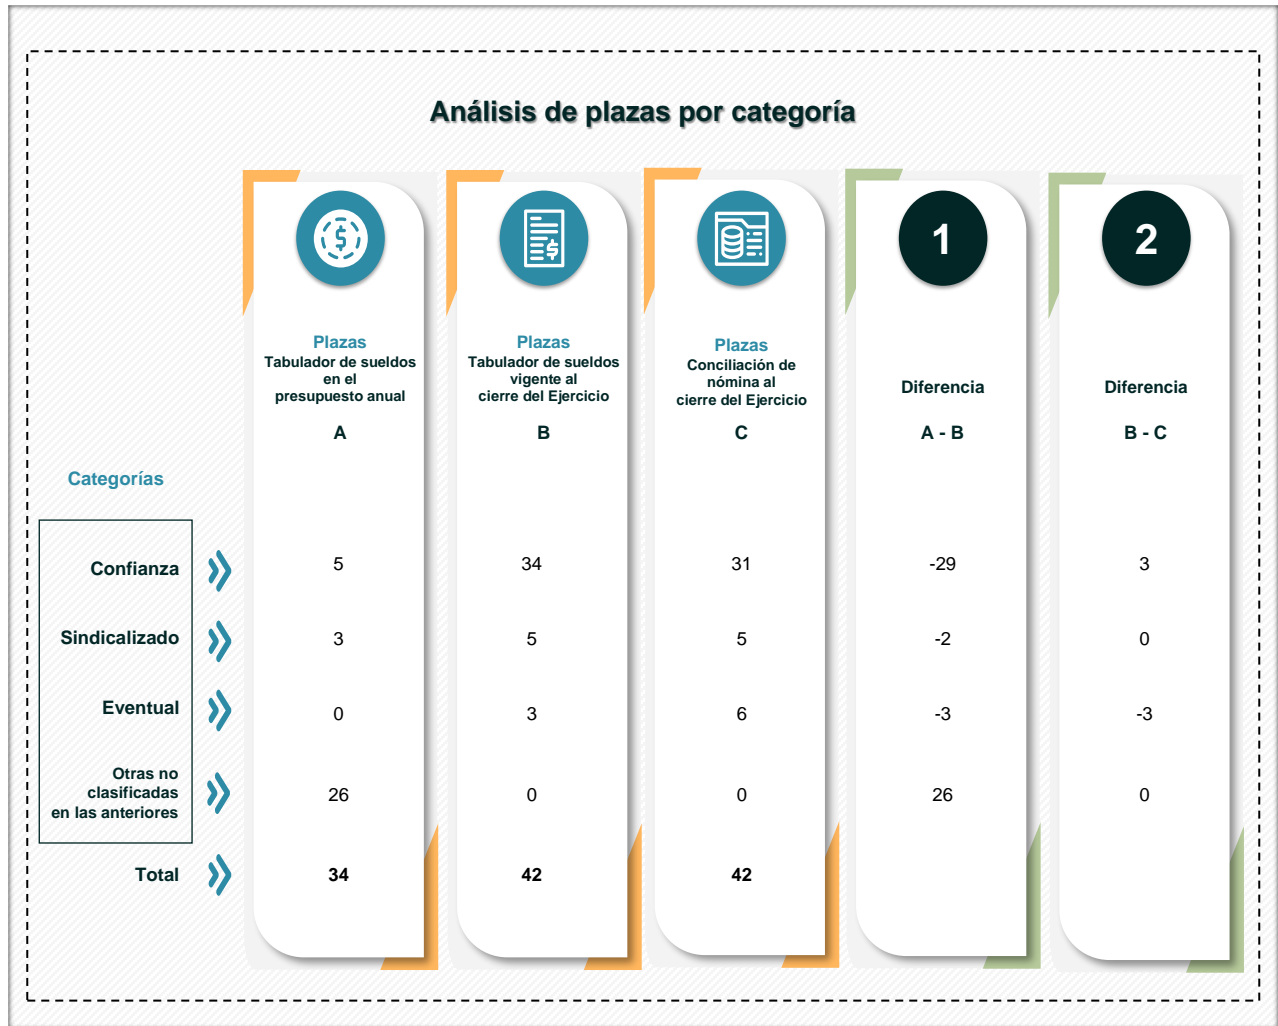 Análisis de plazas por categoría
1
2
Plazas
Tabulador de sueldos
en el
presupuesto anual
A
Plazas
Tabulador de sueldos
vigente al
cierre del Ejercicio
B
Plazas
Conciliación de
nómina al
cierre del Ejercicio
C
Diferencia
A - B
Diferencia
B - C
Categorías
Confianza 5 34 31 -29 3
Sindicalizado 3 5 5 -2 0
Eventual 0 3 6 -3 -3
Otras no
clasificadas
en las anteriores 26 0 0 26 0
Total 34 42 42